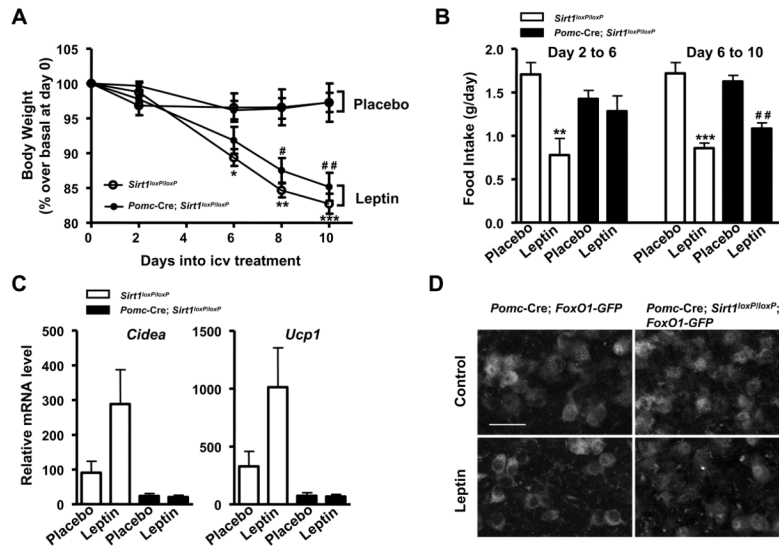 A
Body Weight
(% over basal at day 0)
105
100
95
90
85
80
0 2 4 6 8 10
Days into icv treatment
Sirt1loxP/loxP
Pomc-Cre; Sirt1loxP/loxP
Placebo
Leptin
*
#
**
##
***
B
Sirt1loxP/loxP
Pomc-Cre; Sirt1loxP/loxP
Day 2 to 6
Day 6 to 10
Food Intake (g/day)
2.0
1.5
1.0
0.5
0
**
***
##
Placebo Leptin Placebo Leptin Placebo Leptin Placebo Leptin
C
Sirt1loxP/loxP
Pomc-Cre; Sirt1loxP/loxP
Relative mRNA level
Cidea
500
400
300
200
100
0
Placebo Leptin Placebo Leptin
Ucp1
1500
1000
500
0
Placebo Leptin Placebo Leptin
D
Pomc-Cre; FoxO1-GFP
Pomc-Cre; Sirt1loxP/loxP;
FoxO1-GFP
Control
Leptin